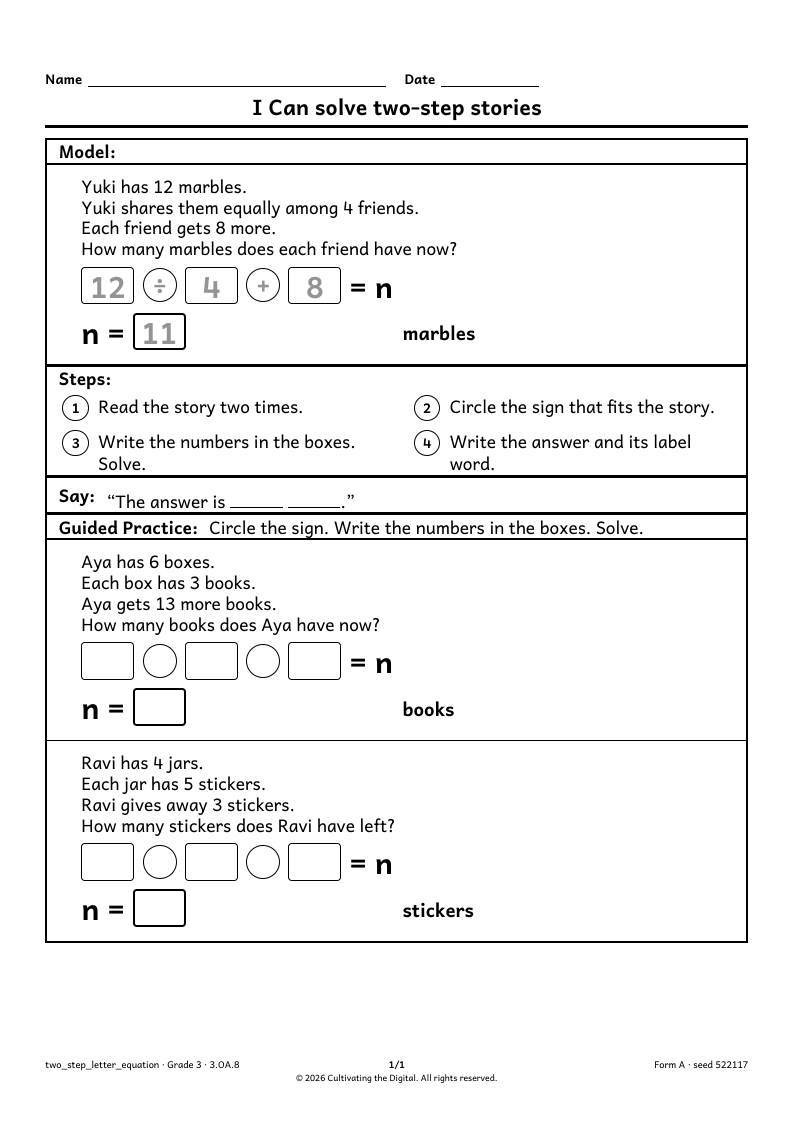 Name Date
I Can solve two-step stories
Model:
Yuki has 12 marbles.
Yuki shares them equally among 4 friends.
Each friend gets 8 more.
How many marbles does each friend have now?
12 ÷ 4 + 8 = n
n = 11 marbles
Steps:
1 Read the story two times.
2 Circle the sign that fits the story.
3 Write the numbers in the boxes.
Solve.
4 Write the answer and its label
word.
Say: “The answer is ______ ______.”
Guided Practice: Circle the sign. Write the numbers in the boxes. Solve.
Aya has 6 boxes.
Each box has 3 books.
Aya gets 13 more books.
How many books does Aya have now?
= n
n = books
Ravi has 4 jars.
Each jar has 5 stickers.
Ravi gives away 3 stickers.
How many stickers does Ravi have left?
= n
n = stickers
two_step_letter_equation · Grade 3 · 3.OA.8 1/1 Form A · seed 522117
© 2026 Cultivating the Digital. All rights reserved.